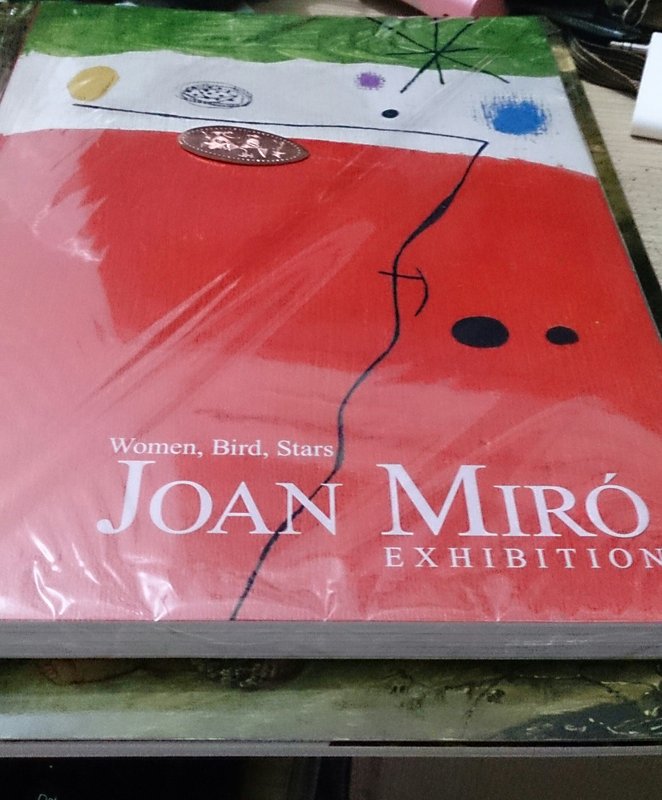 Women, Bird, Stars
JOAN MIRÓ
EXHIBITION